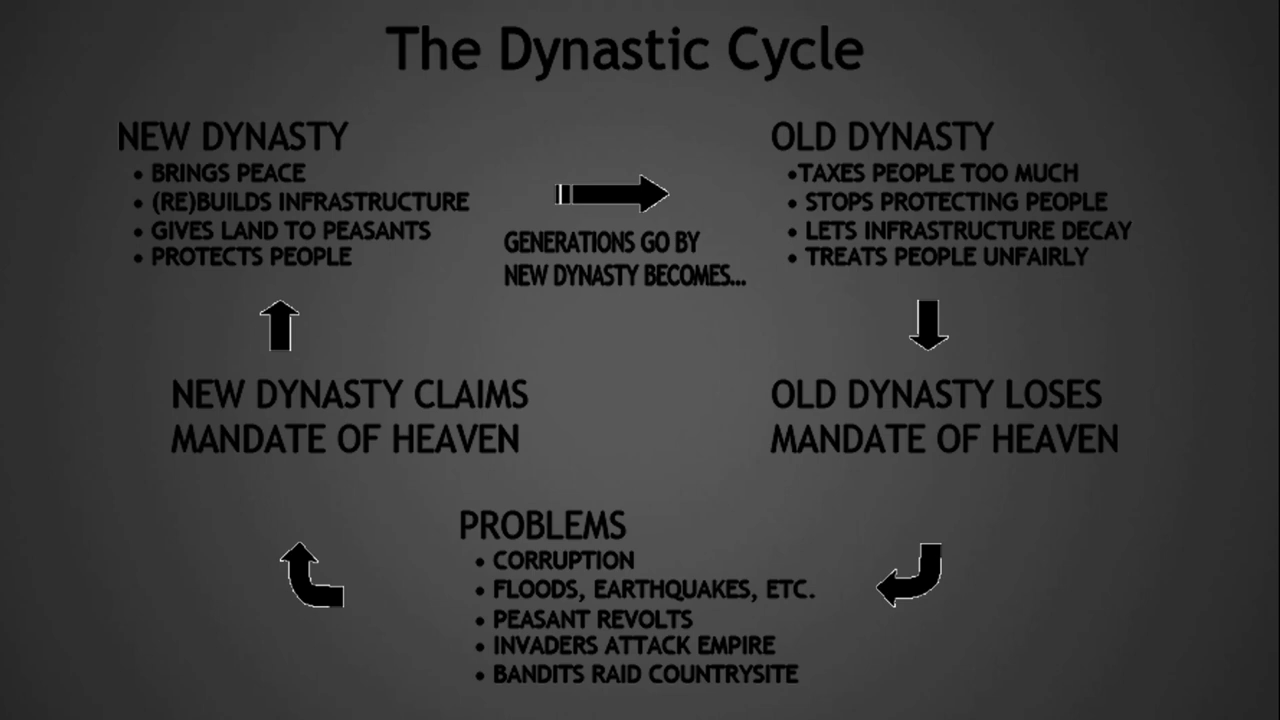 The Dynastic Cycle
NEW DYNASTY
• BRINGS PEACE
• (RE)BUILDS INFRASTRUCTURE
• GIVES LAND TO PEASANTS
• PROTECTS PEOPLE
GENERATIONS GO BY
NEW DYNASTY BECOMES...
OLD DYNASTY
•TAXES PEOPLE TOO MUCH
• STOPS PROTECTING PEOPLE
• LETS INFRASTRUCTURE DECAY
• TREATS PEOPLE UNFAIRLY
OLD DYNASTY LOSES
MANDATE OF HEAVEN
PROBLEMS
• CORRUPTION
• FLOODS, EARTHQUAKES, ETC.
• PEASANT REVOLTS
• INVADERS ATTACK EMPIRE
• BANDITS RAID COUNTRYSITE
NEW DYNASTY CLAIMS
MANDATE OF HEAVEN